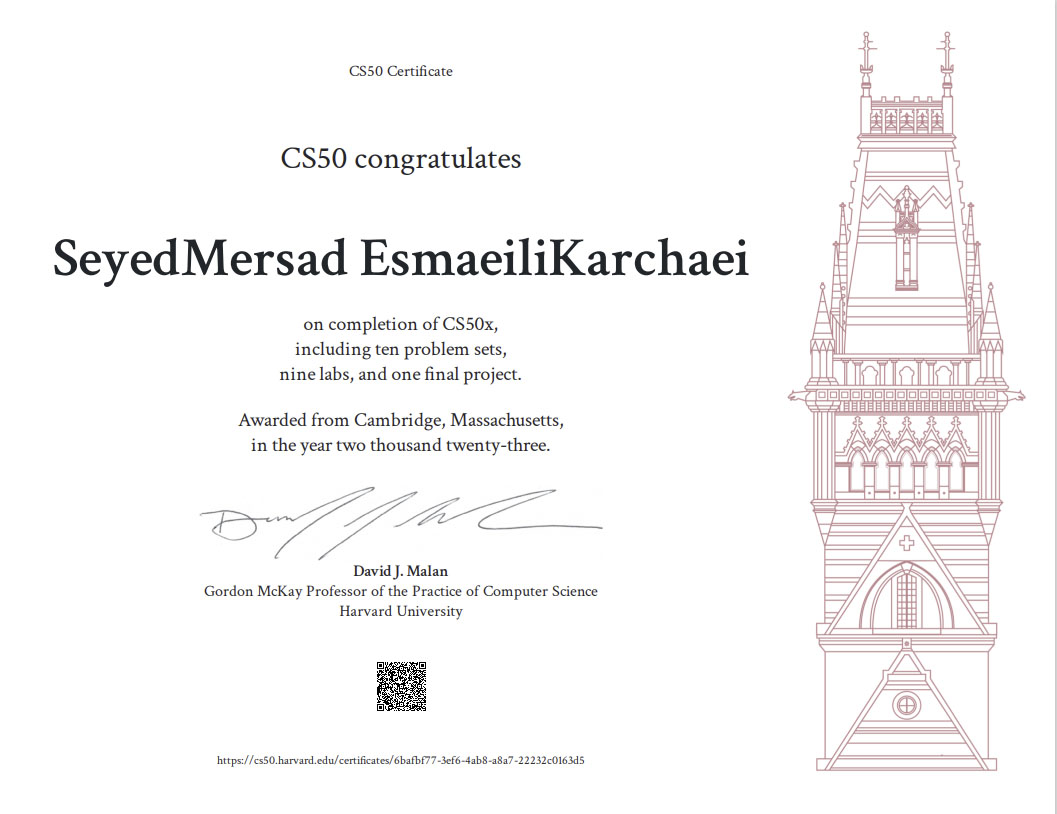 CS50 Certificate
CS50 congratulates
SeyedMersad EsmaeiliKarchaei
on completion of CS50x,
including ten problem sets,
nine labs, and one final project.
Awarded from Cambridge, Massachusetts,
in the year two thousand twenty-three.
David J. Malan
Gordon McKay Professor of the Practice of Computer Science
Harvard University
https://cs50.harvard.edu/certificates/6bafbf77-3ef6-4ab8-a8a7-22232c0163d5